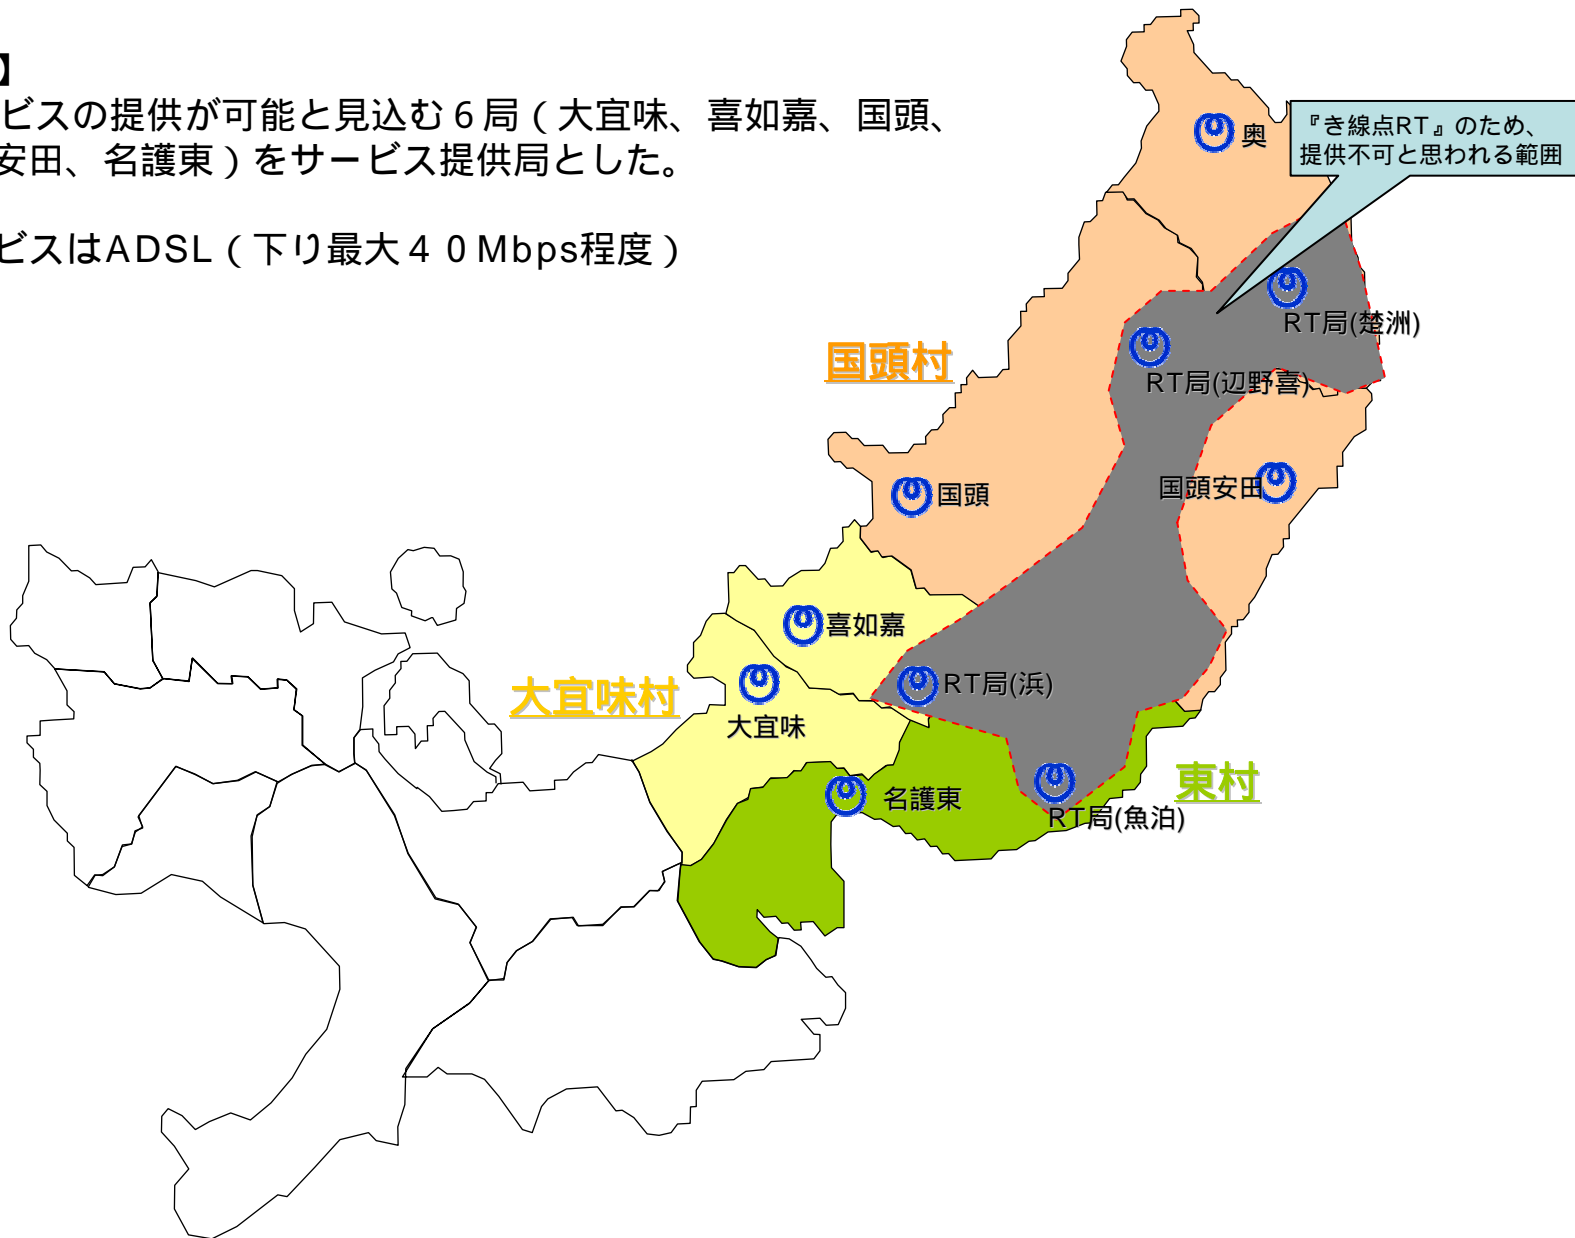 】
ビスの提供が可能と見込む６局（大宜味、喜如嘉、国頭、
安田、名護東）をサービス提供局とした。
ビスはADSL（下り最大４０Mbps程度）
『き線点RT』のため、
提供不可と思われる範囲
奥
RT局(楚洲)
国頭村
RT局(辺野喜)
国頭安田
国頭
喜如嘉
大宜味村
RT局(浜)
大宜味
東村
名護東
RT局(魚泊)